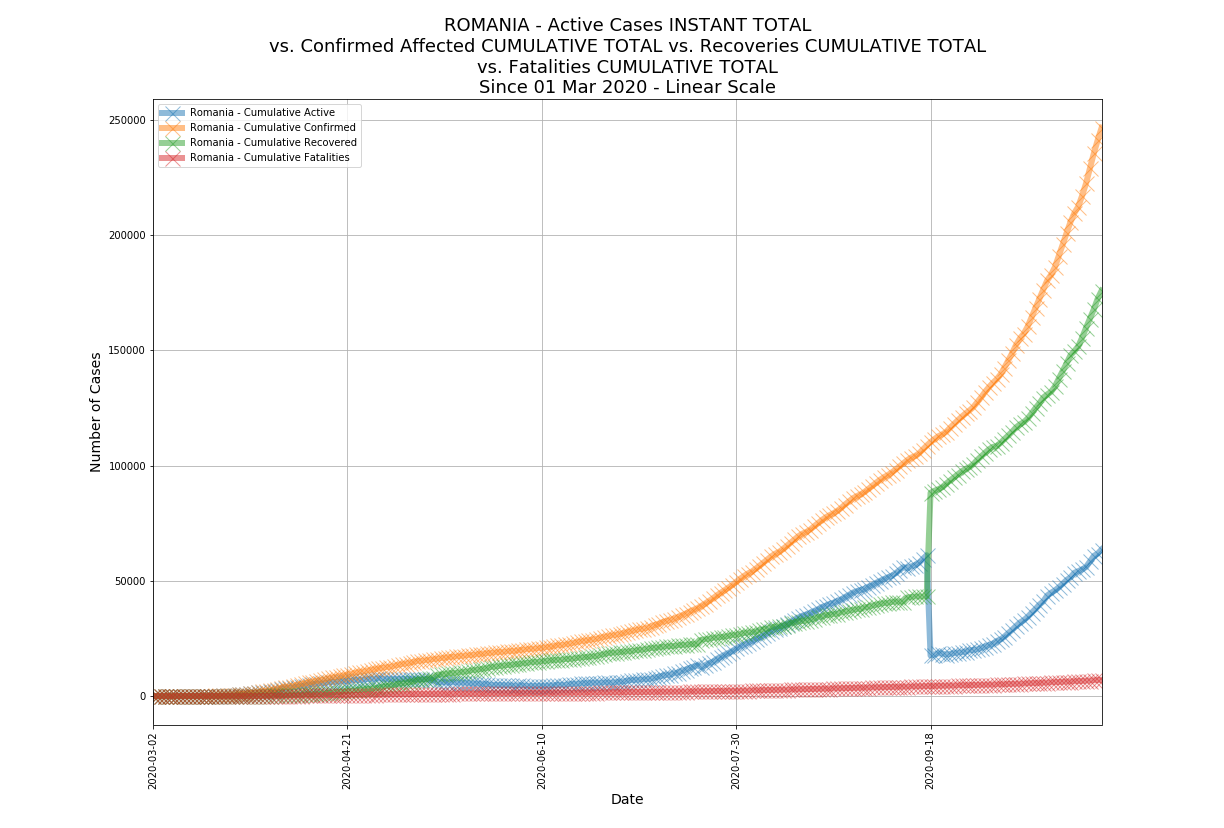 ROMANIA - Active Cases INSTANT TOTAL
vs. Confirmed Affected CUMULATIVE TOTAL vs. Recoveries CUMULATIVE TOTAL
vs. Fatalities CUMULATIVE TOTAL
Since 01 Mar 2020 - Linear Scale
Romania - Cumulative Active
Romania - Cumulative Confirmed
Romania - Cumulative Recovered
Romania - Cumulative Fatalities
250000
200000
150000
100000
50000
0
Number of Cases
2020-03-02
2020-04-21
2020-06-10
2020-07-30
2020-09-18
Date